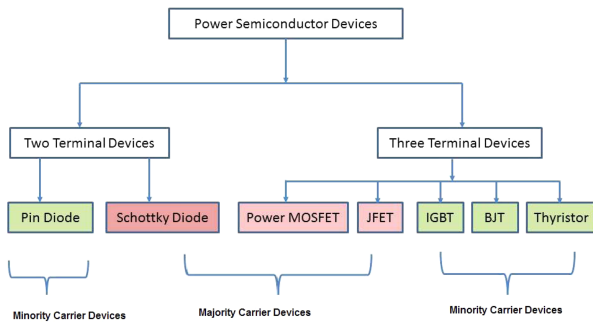 Power Semiconductor Devices
Two Terminal Devices
Three Terminal Devices
Pin Diode
Schottky Diode
Power MOSFET
JFET
IGBT
BJT
Thyristor
Minority Carrier Devices
Majority Carrier Devices
Minority Carrier Devices